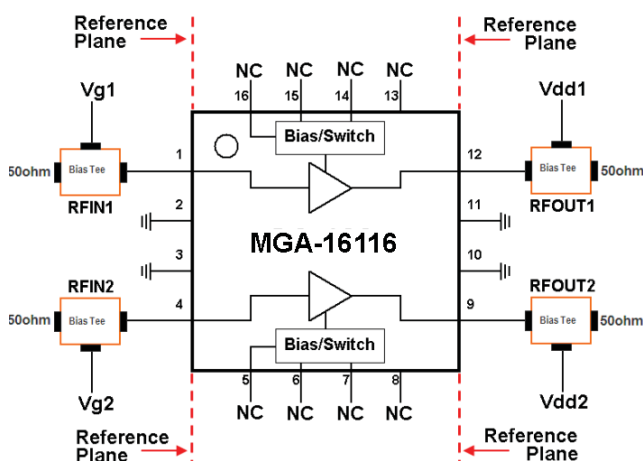 Reference
Plane
Reference
Plane
NC NC NC NC
16 15 14 13
Vg1
Vdd1
Bias/Switch
1
12
50ohm
Bias Tee
Bias Tee
50ohm
RFIN1
RFOUT1
2
11
MGA-16116
3
10
RFIN2
RFOUT2
4
9
50ohm
Bias Tee
Bias Tee
50ohm
Bias/Switch
5 6 7 8
NC NC NC NC
Vg2
Vdd2
Reference
Plane
Reference
Plane